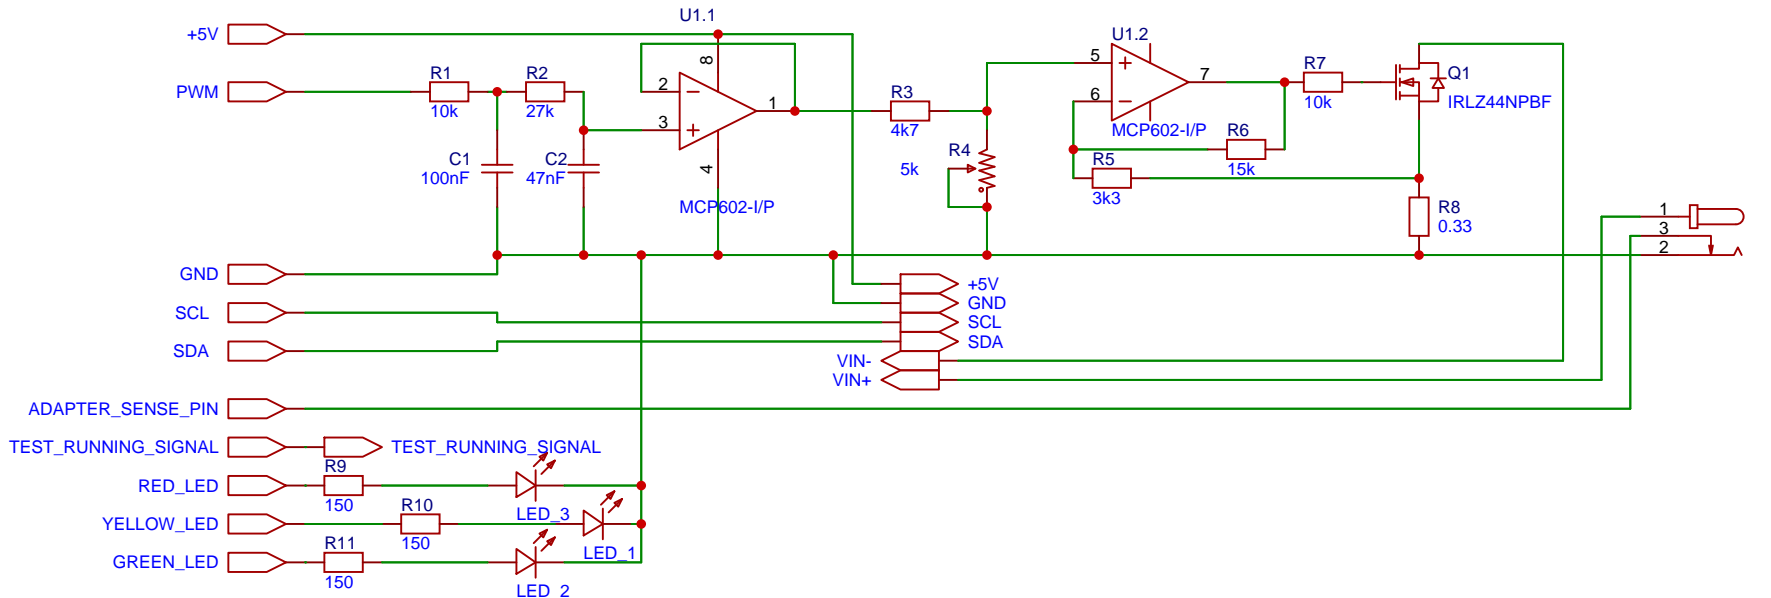 U1.1
+5V
8
U1.2
5
7
6
MCP602-I/P
R7
10k
Q1
IRLZ44NPBF
PWM
R1
10k
R2
27k
2
3
1
4
MCP602-I/P
R3
4k7
R4
5k
R6
15k
R5
3k3
R8
0.33
C1
100nF
C2
47nF
1
3
2
GND
SCL
SDA
+5V
GND
SCL
SDA
VIN-
VIN+
ADAPTER_SENSE_PIN
TEST_RUNNING_SIGNAL
TEST_RUNNING_SIGNAL
RED_LED
R9
150
LED_3
YELLOW_LED
R10
150
LED_1
GREEN_LED
R11
150
LED_2